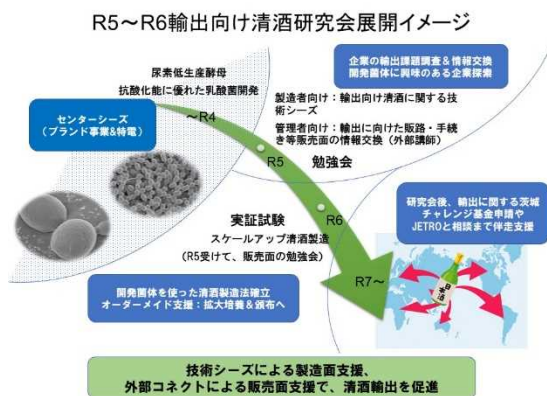 R5～R6輸出向け清酒研究会展開イメージ
尿素低生産酵母
抗酸化能に優れた乳酸菌開発
企業の輸出課題調査＆情報交換
開発菌体に興味のある企業探索
センターシーズ
（ブランド事業&特電）
～R4
製造者向け：輸出向け清酒に関する技
術シーズ
管理者向け：輸出に向けた販路・手続
き等販売面の情報交換（外部講師）
R5
勉強会
実証試験
R6
スケールアップ清酒製造
（R5受けて、販売面の勉強会）
研究会後、輸出に関する茨城
チャレンジ基金申請や
JETROと相談まで伴走支援
R7～
日本酒
開発菌体を使った清酒製造法確立
オーダーメイド支援：拡大培養＆頒布へ
技術シーズによる製造面支援、
外部コネクトによる販売面支援で、清酒輸出を促進